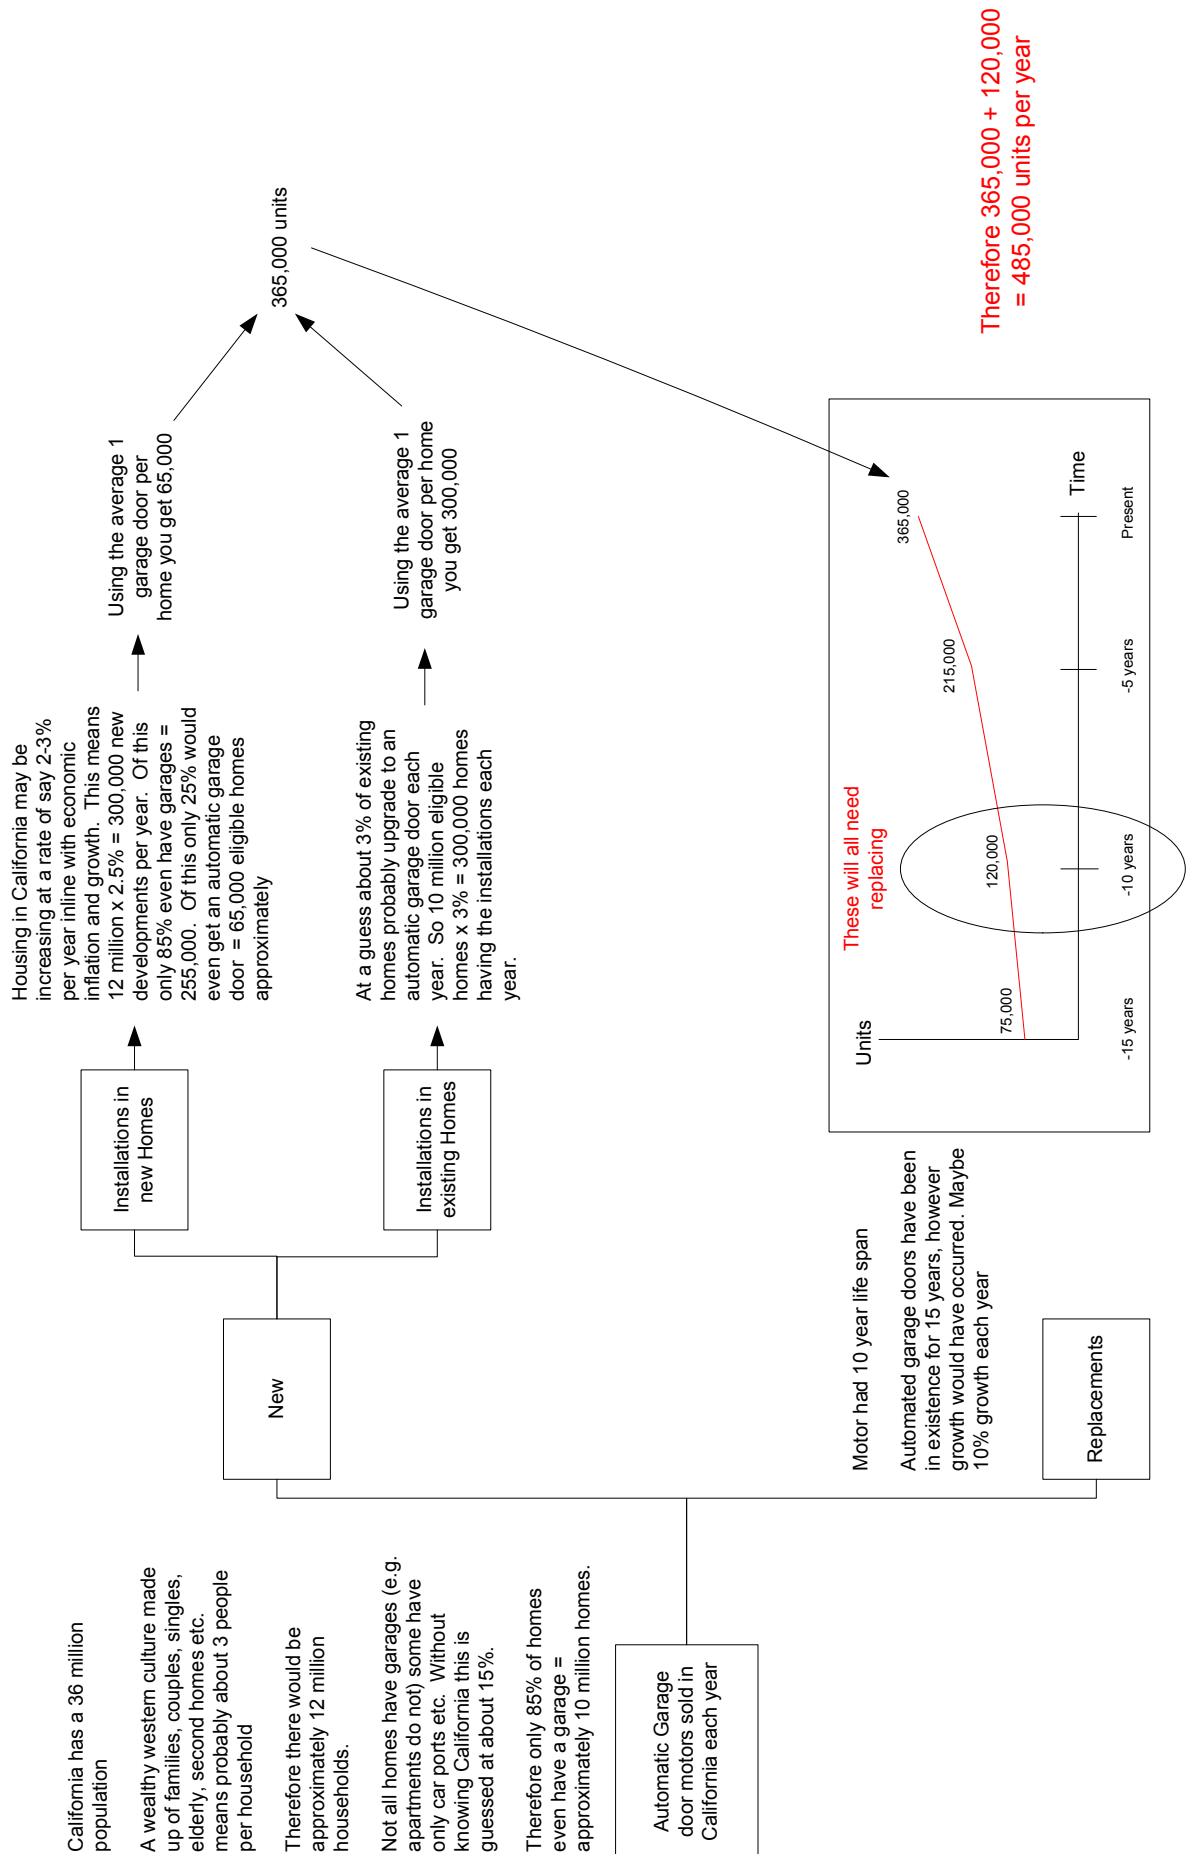 California has a 36 million
population
A wealthy western culture made
up of families, couples, singles,
elderly, second homes etc.
means probably about 3 people
per household
Therefore there would be
approximately 12 million
households.
Not all homes have garages (e.g.
apartments do not) some have
only car ports etc. Without
knowing California this is
guessed at about 15%.
Therefore only 85% of homes
even have a garage =
approximately 10 million homes.
Automatic Garage
door motors sold in
California each year
New
Installations in
new Homes
Housing in California may be
increasing at a rate of say 2-3%
per year inline with economic
inflation and growth. This means
12 million x 2.5% = 300,000 new
developments per year. Of this
only 85% even have garages =
255,000. Of this only 25% would
even get an automatic garage
door = 65,000 eligible homes
approximately
Using the average 1
garage door per
home you get 65,000
Installations in
existing Homes
At a guess about 3% of existing
homes probably upgrade to an
automatic garage door each
year. So 10 million eligible
homes x 3% = 300,000 homes
having the installations each
year.
Using the average 1
garage door per home
you get 300,000
365,000 units
Motor had 10 year life span
Automated garage doors have been
in existence for 15 years, however
growth would have occurred. Maybe
10% growth each year
Replacements
Units
These will all need
replacing
75,000
120,000
215,000
365,000
Time
-15 years
-10 years
-5 years
Present
Therefore 365,000 + 120,000
= 485,000 units per year